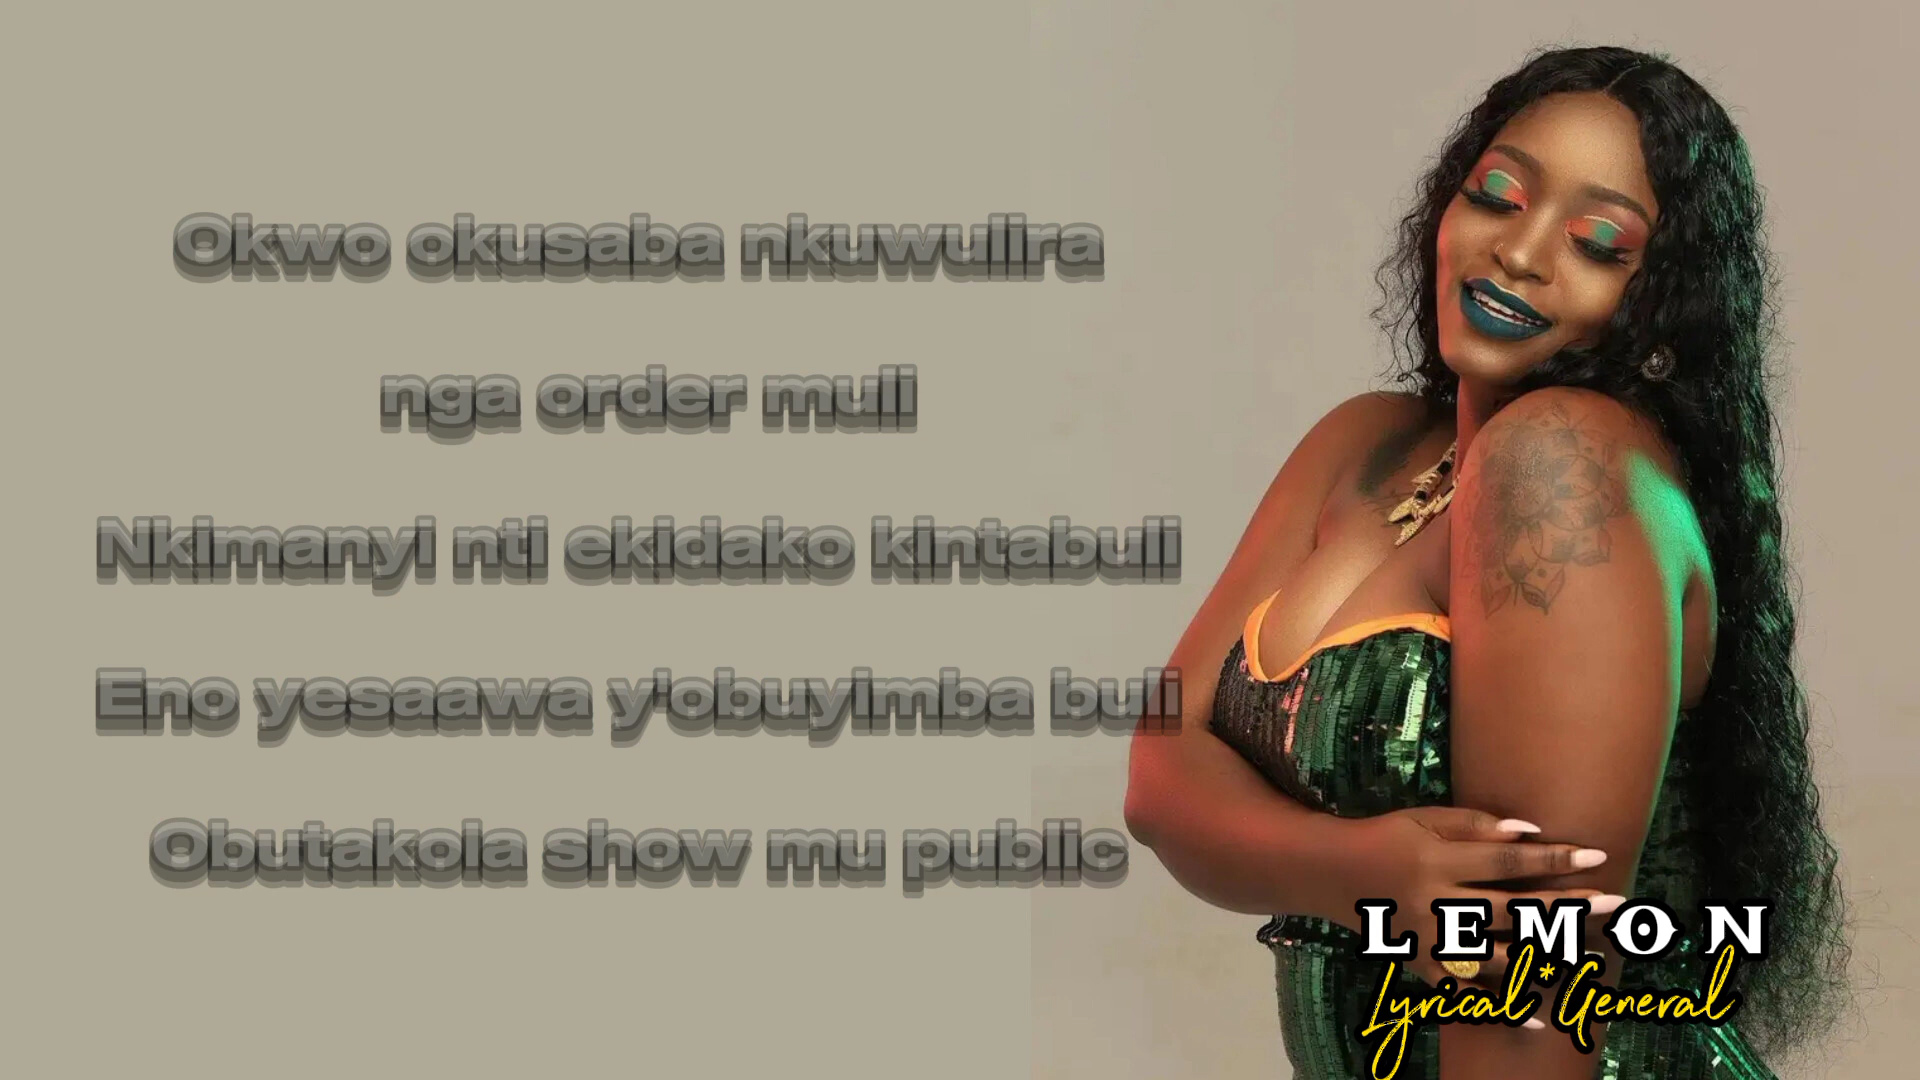 Okwo okusaba nkuwulira
nga order muli
Nkimanyi nti ekidako kintabuli
Eno yesaawa y'obuyimba buli
Obutakola show mu public
LEMON
Lyrical*General